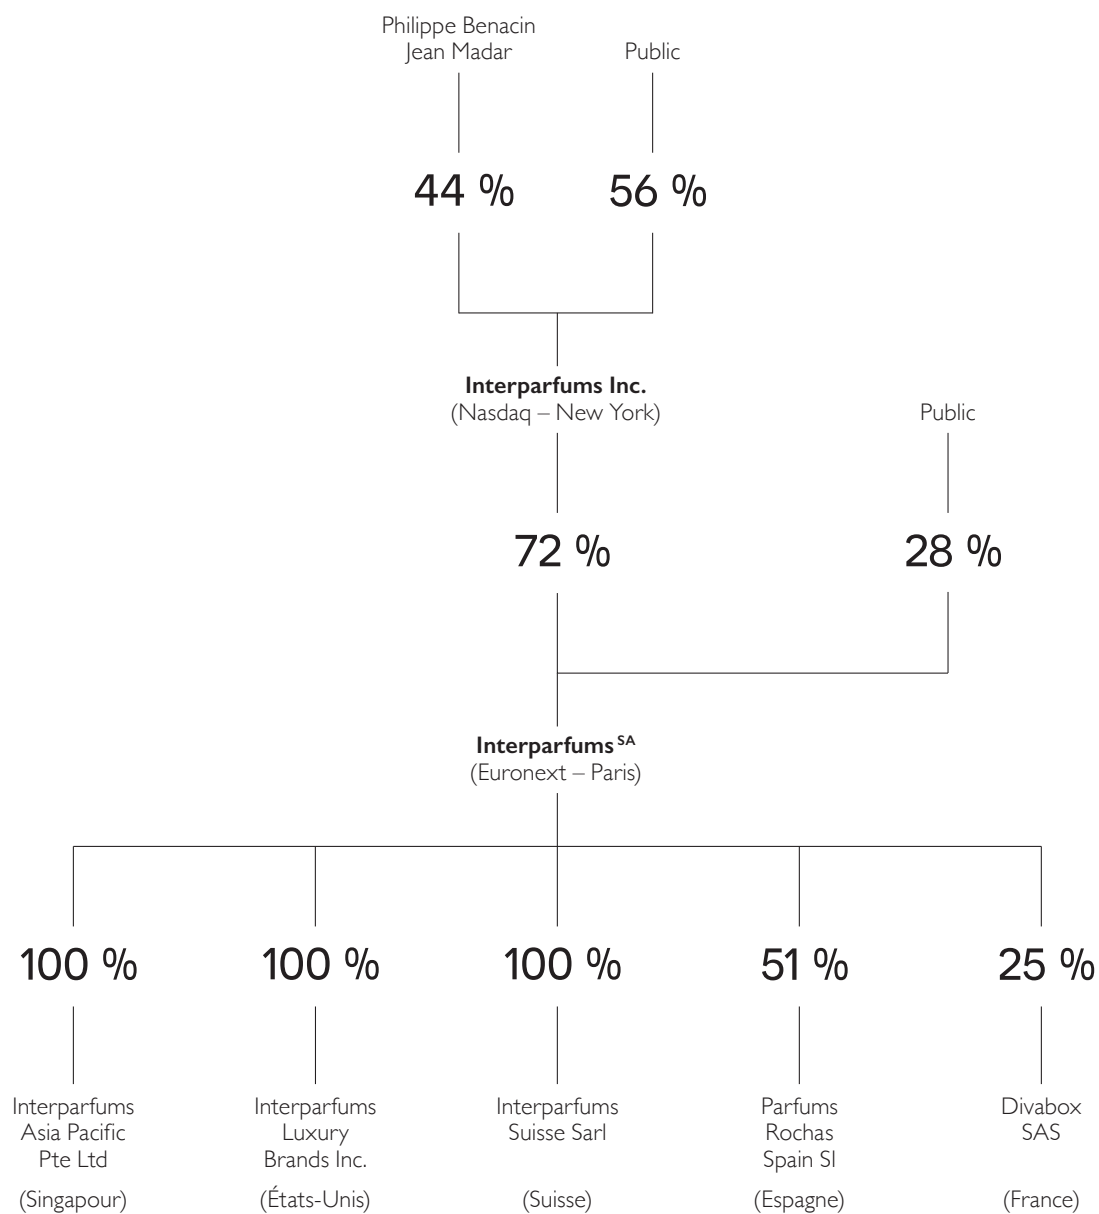 Philippe Benacin
Jean Madar
Public
44 %
56 %
Interparfums Inc.
(Nasdaq – New York)
Public
72 %
28 %
Interparfums SA
(Euronext – Paris)
100 %
100 %
100 %
51 %
25 %
Interparfums
Asia Pacific
Pte Ltd
(Singapour)
Interparfums
Luxury
Brands Inc.
(États-Unis)
Interparfums
Suisse Sarl
(Suisse)
Parfums
Rochas
Spain Sl
(Espagne)
Divabox
SAS
(France)